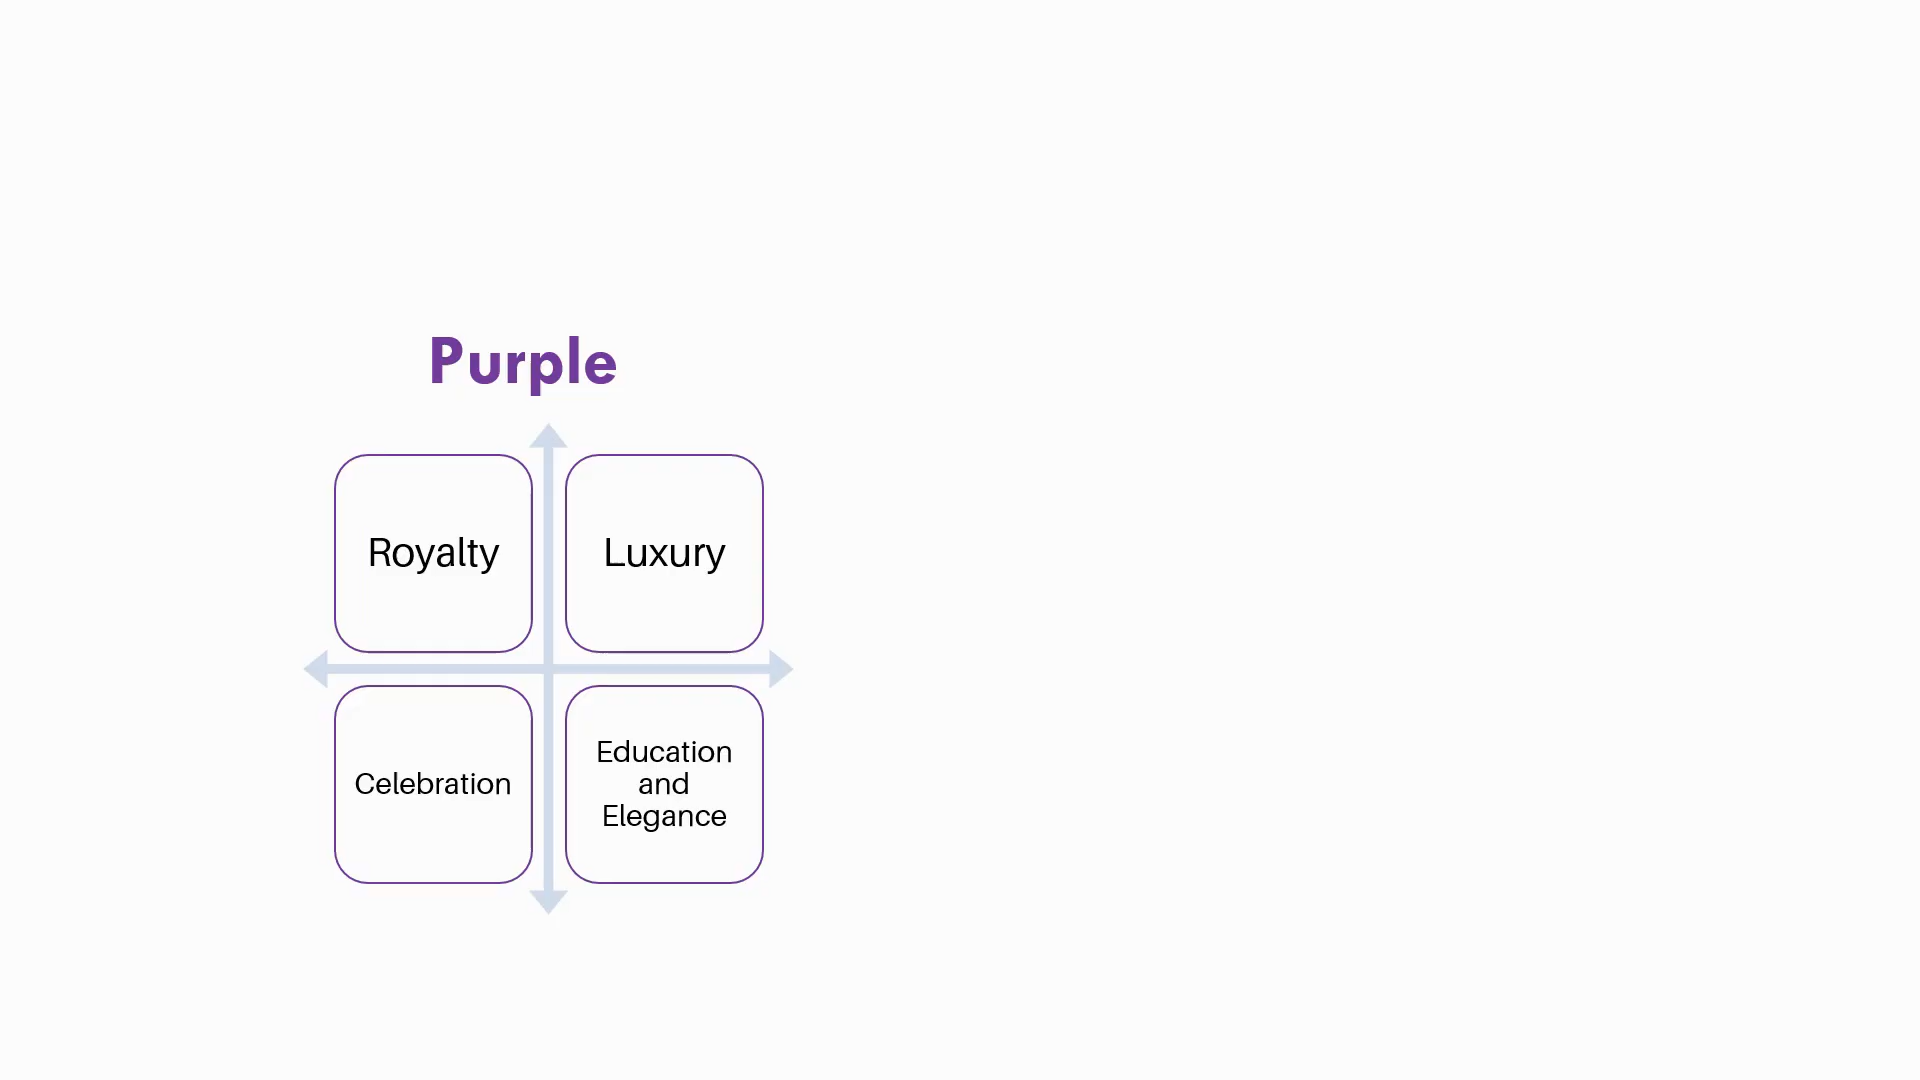 Purple
Royalty
Luxury
Celebration
Education
and
Elegance